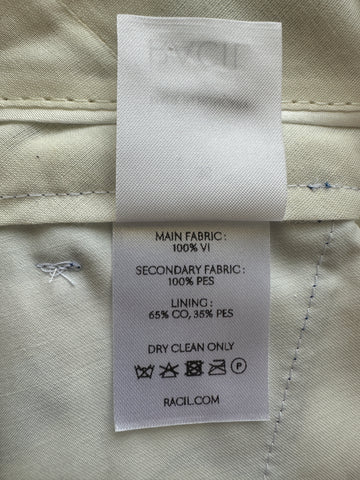 MAIN FABRIC:
100% VI
SECONDARY FABRIC:
100% PES
LINING:
65% CO, 35% PES
DRY CLEAN ONLY
P
RACIL.COM